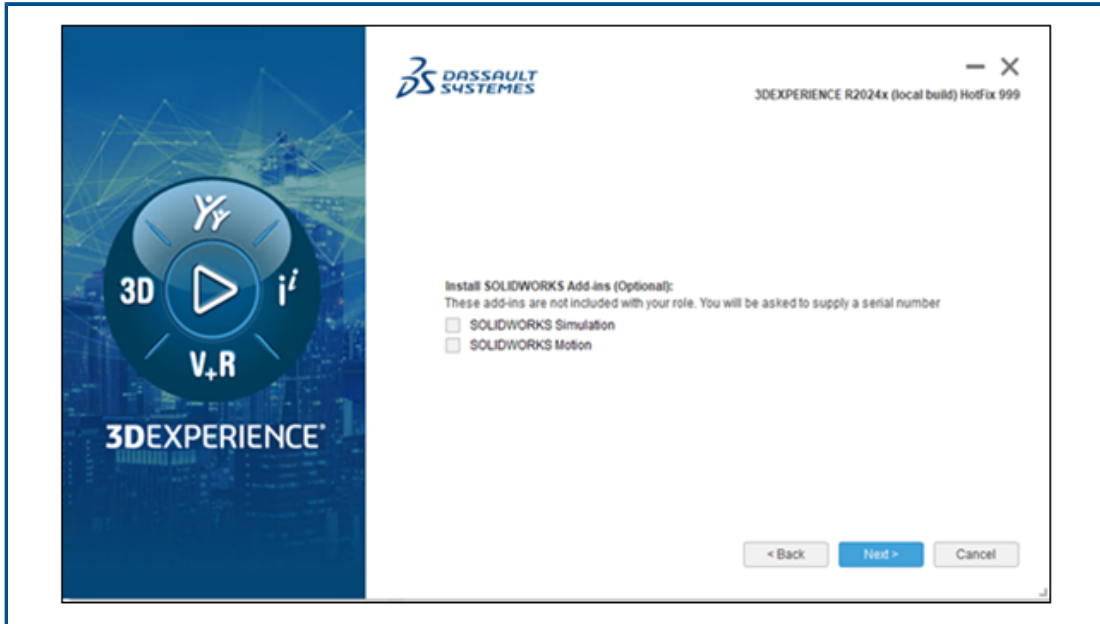 DASSAULT
SYSTEMES
3DEXPERIENCE R2024x (local build) HotFix 999
3D
i
V+R
3DEXPERIENCE®
Install SOLIDWORKS Add-ins (Optional):
These add-ins are not included with your role. You will be asked to supply a serial number
SOLIDWORKS Simulation
SOLIDWORKS Motion
< Back Next > Cancel